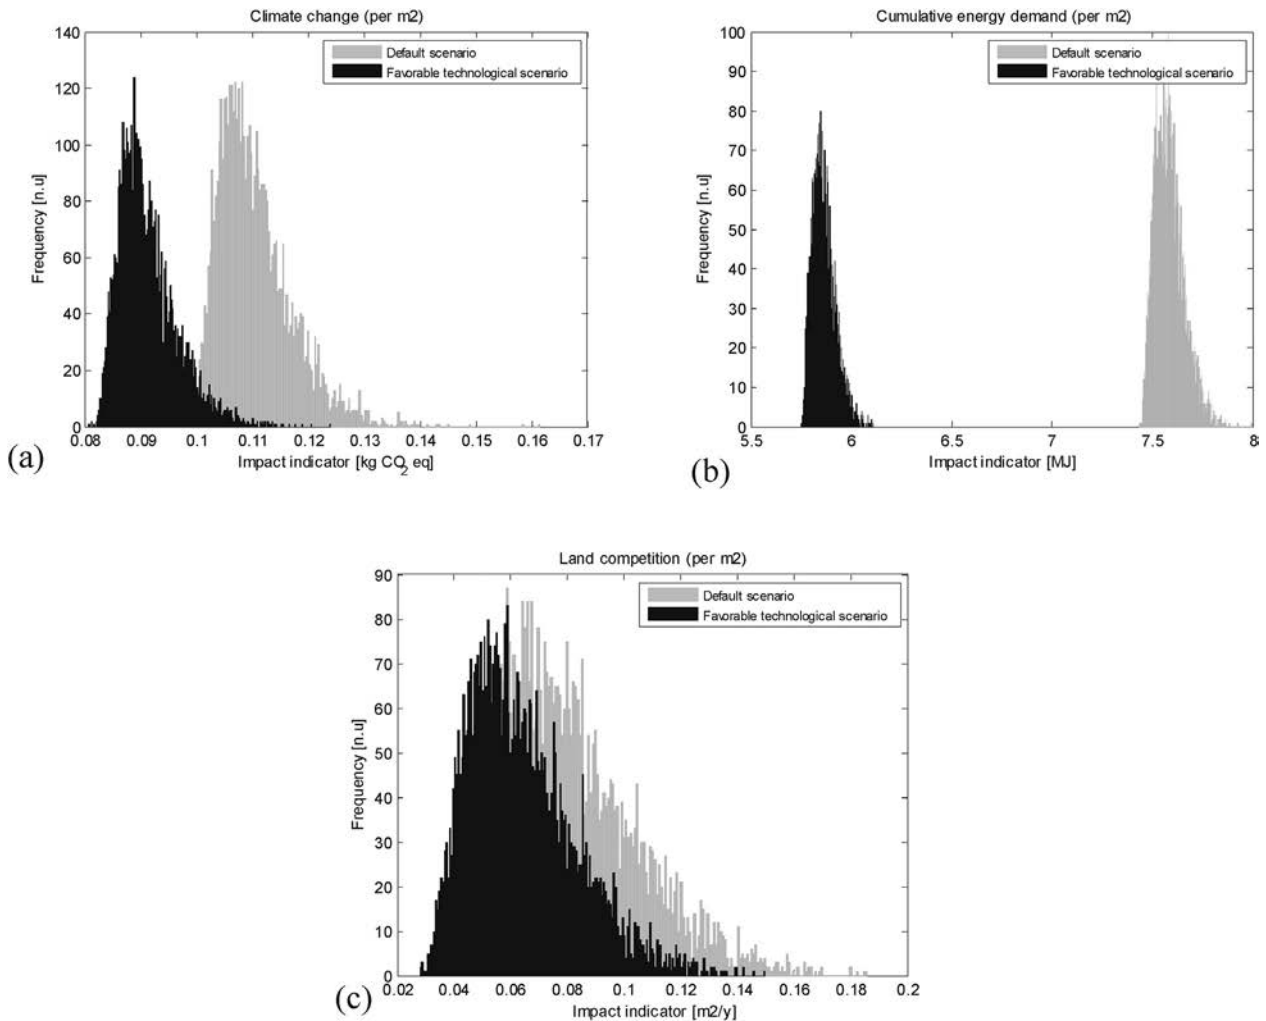 Climate change (per m2)
140
120
100
80
60
40
20
0
Frequency [n.u]
Default scenario
Favorable technological scenario
0.08 0.09 0.1 0.11 0.12 0.13 0.14 0.15 0.16 0.17
Impact indicator [kg CO2 eq]
(a)
Cumulative energy demand (per m2)
100
90
80
70
60
50
40
30
20
10
0
Frequency [n.u]
Default scenario
Favorable technological scenario
5.5 6 6.5 7 7.5 8
Impact indicator [MJ]
(b)
Land competition (per m2)
90
80
70
60
50
40
30
20
10
0
Frequency [n.u]
Default scenario
Favorable technological scenario
0.02 0.04 0.06 0.08 0.1 0.12 0.14 0.16 0.18 0.2
Impact indicator [m2/y]
(c)